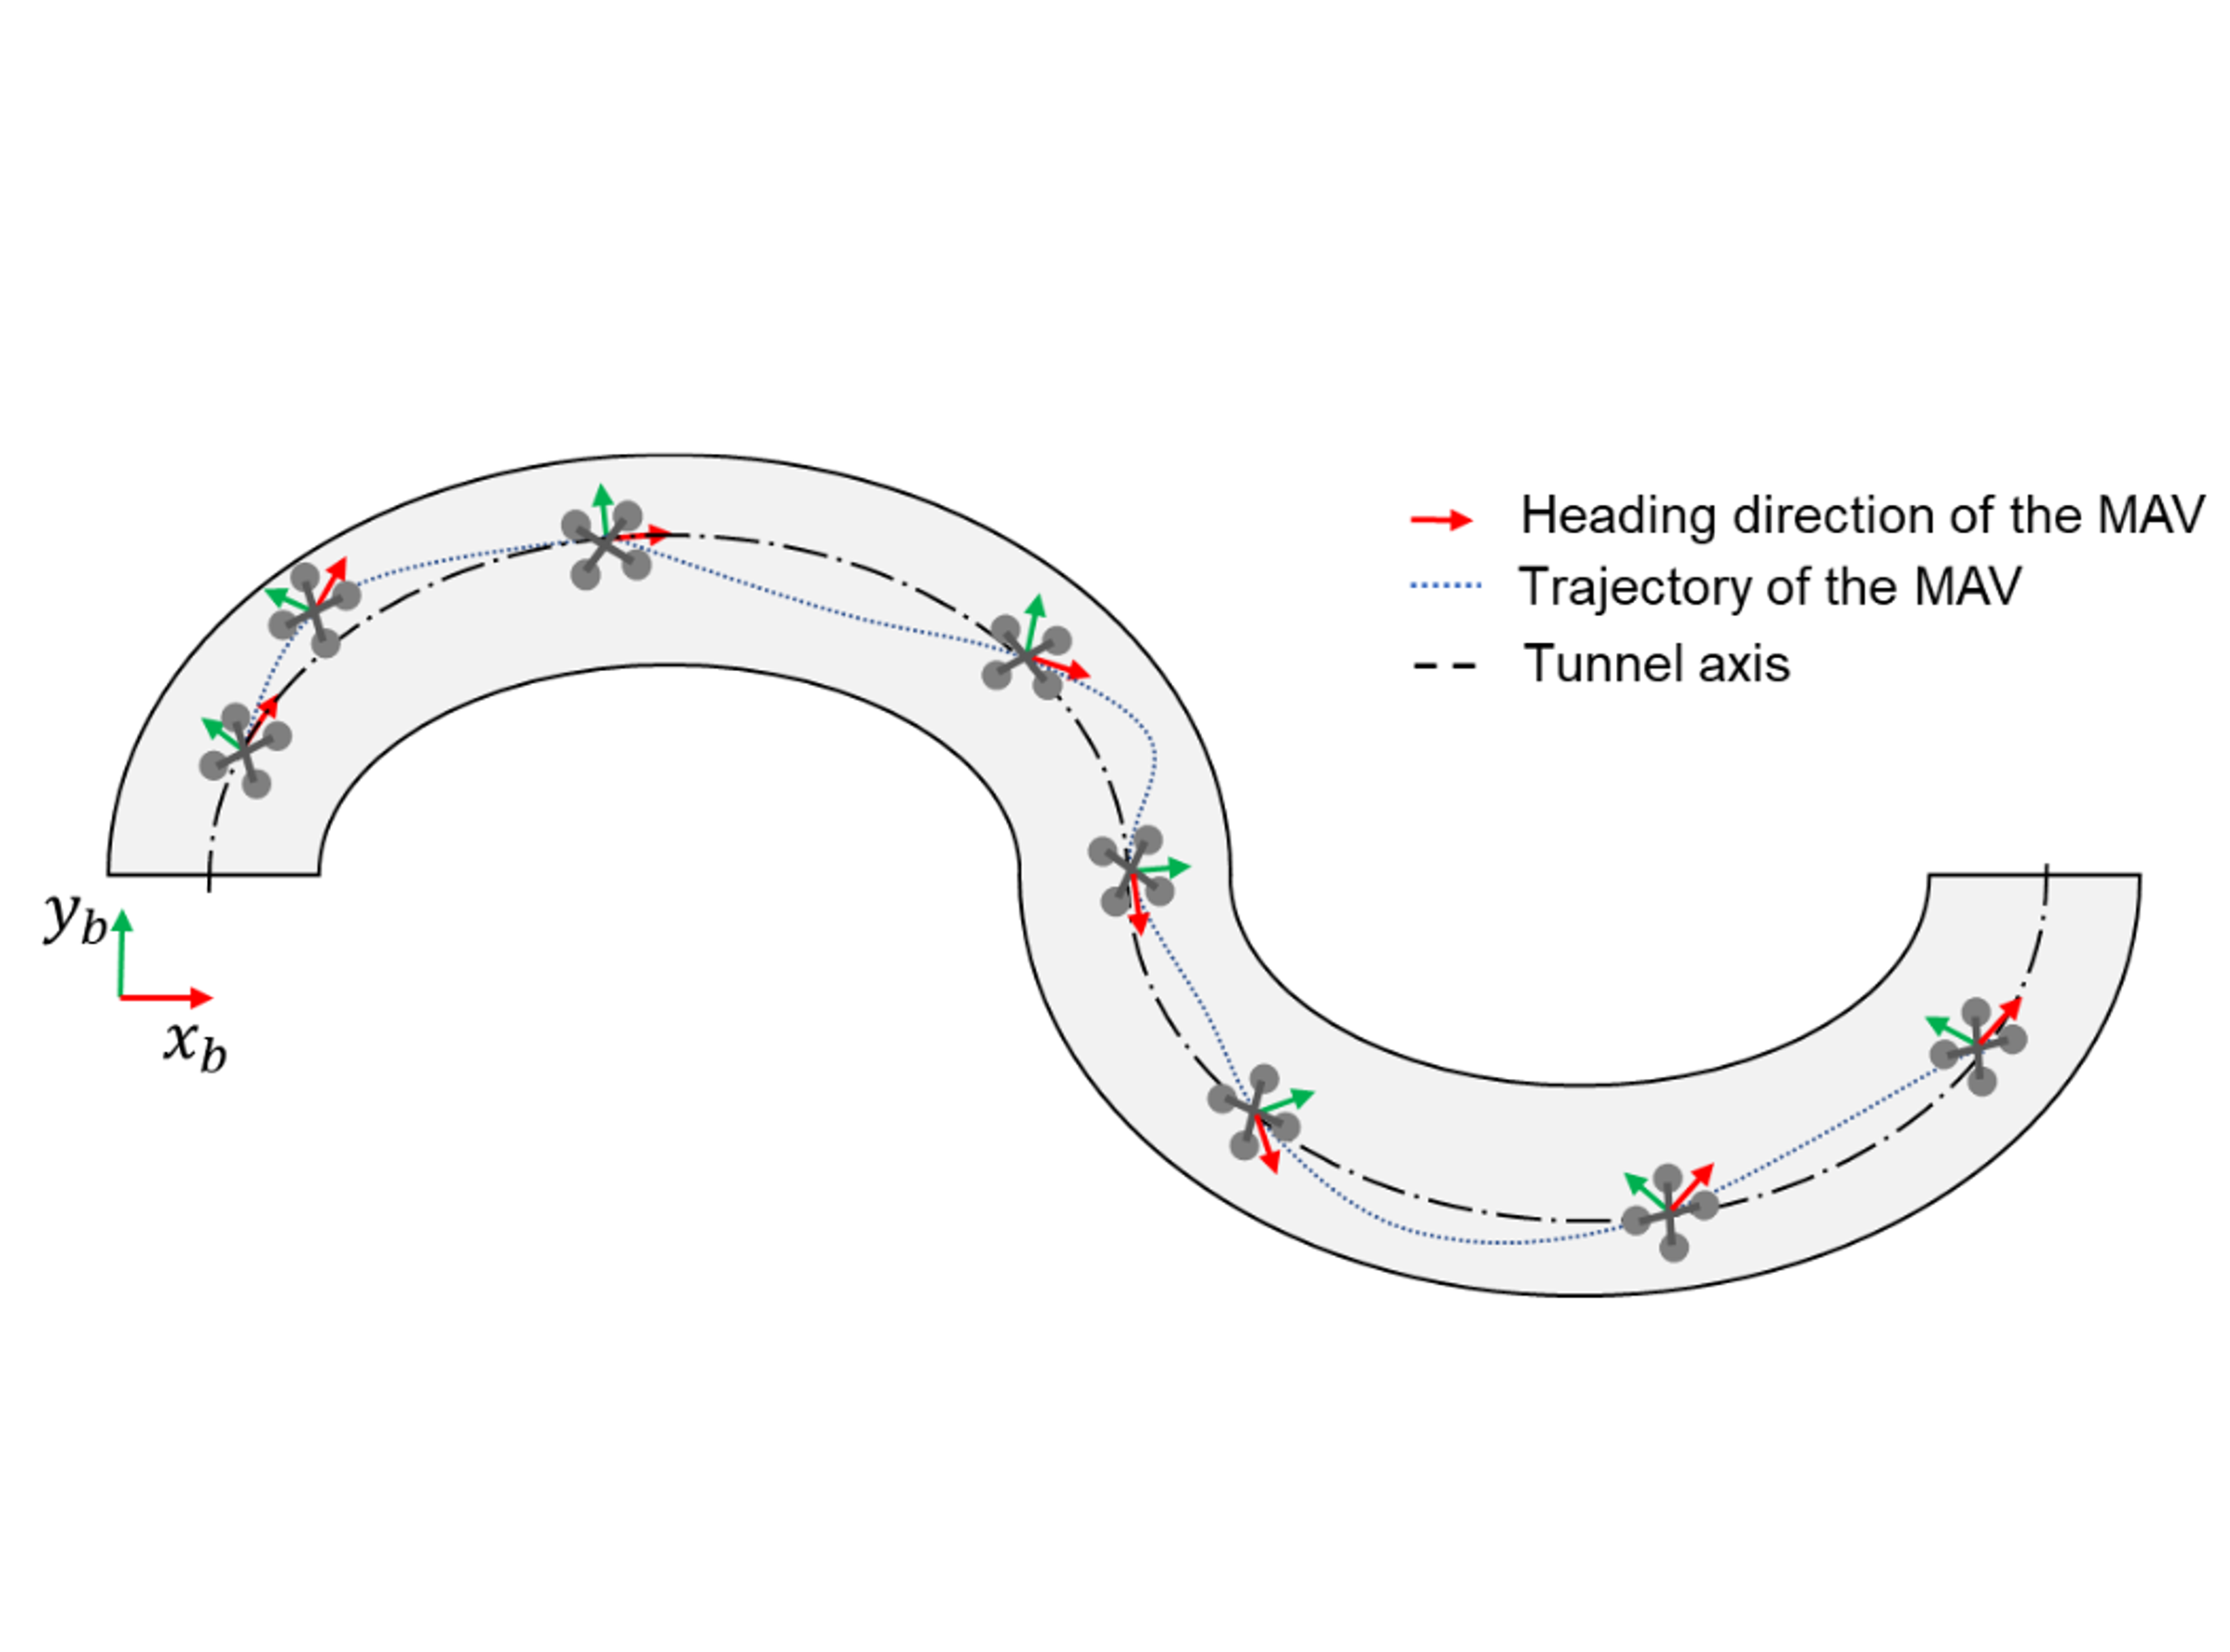 Heading direction of the MAV
Trajectory of the MAV
Tunnel axis
y_b
x_b